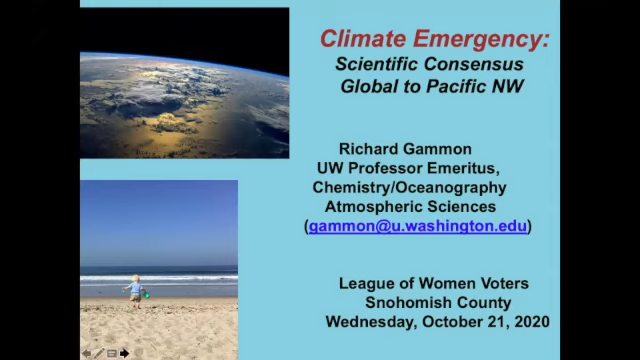 Climate Emergency:
Scientific Consensus
Global to Pacific NW
Richard Gammon
UW Professor Emeritus,
Chemistry/Oceanography
Atmospheric Sciences
(gammon@u.washington.edu)
League of Women Voters
Snohomish County
Wednesday, October 21, 2020